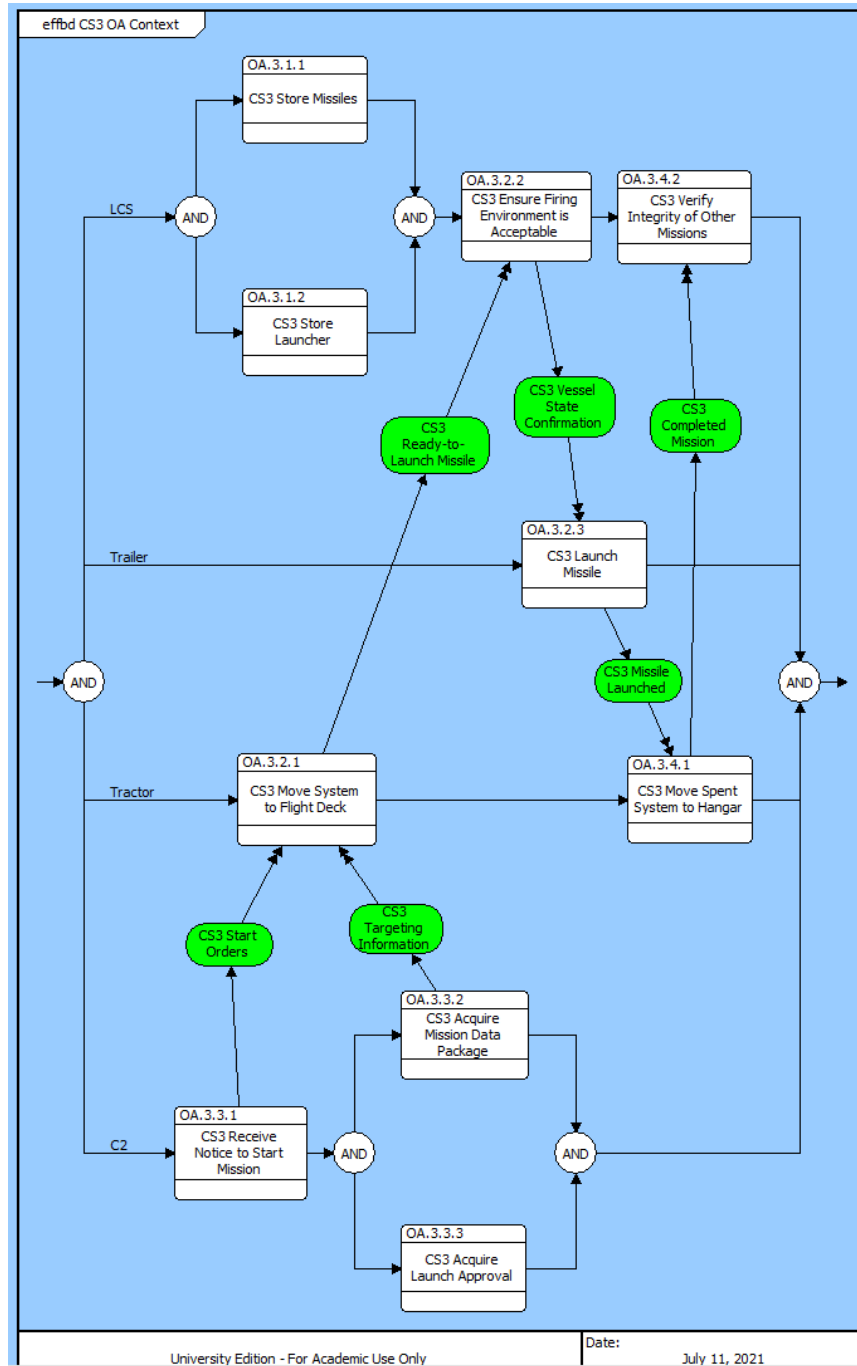 effbd CS3 OA Context
OA.3.1.1
CS3 Store Missiles
LCS
AND
AND
OA.3.2.2
CS3 Ensure Firing
Environment is
Acceptable
OA.3.4.2
CS3 Verify
Integrity of Other
Missions
OA.3.1.2
CS3 Store
Launcher
CS3
Ready-to-
Launch Missile
CS3 Vessel
State
Confirmation
CS3
Completed
Mission
Trailer
OA.3.2.3
CS3 Launch
Missile
AND
CS3 Missile
Launched
AND
Tractor
OA.3.2.1
CS3 Move System
to Flight Deck
OA.3.4.1
CS3 Move Spent
System to Hangar
CS3 Start
Orders
CS3
Targeting
Information
OA.3.3.2
CS3 Acquire
Mission Data
Package
C2
OA.3.3.1
CS3 Receive
Notice to Start
Mission
AND
AND
OA.3.3.3
CS3 Acquire
Launch Approval
University Edition - For Academic Use Only
Date:
July 11, 2021